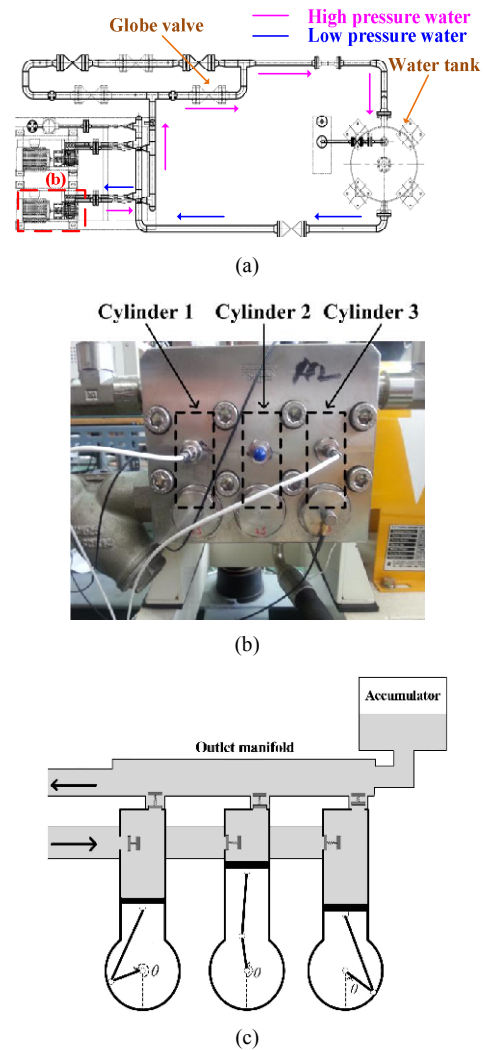 High pressure water
Low pressure water
Globe valve
Water tank
(b)
(a)
Cylinder 1 Cylinder 2 Cylinder 3
(b)
Accumulator
Outlet manifold
θ θ θ
(c)